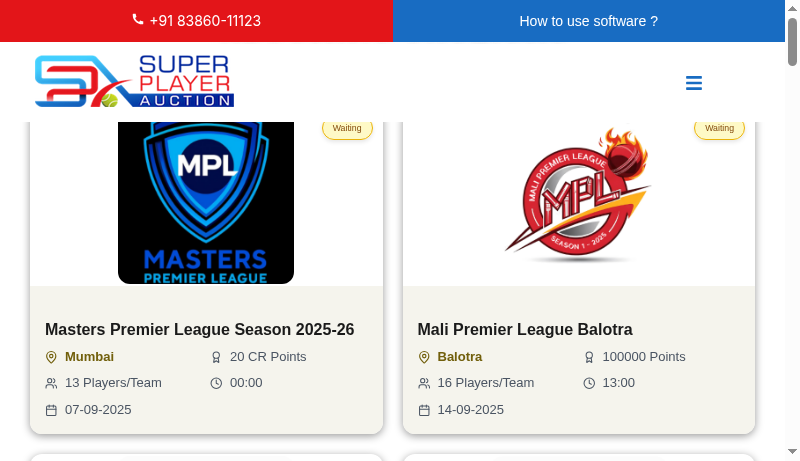 +91 83860-11123
How to use software ?
SUPER
PLAYER
AUCTION
Waiting
MPL
MASTERS
PREMIER LEAGUE
Masters Premier League Season 2025-26
Mumbai
20 CR Points
13 Players/Team
00:00
07-09-2025
Waiting
MALI PREMIER LEAGUE
MPL
SEASON 1 - 2025
Mali Premier League Balotra
Balotra
100000 Points
16 Players/Team
13:00
14-09-2025